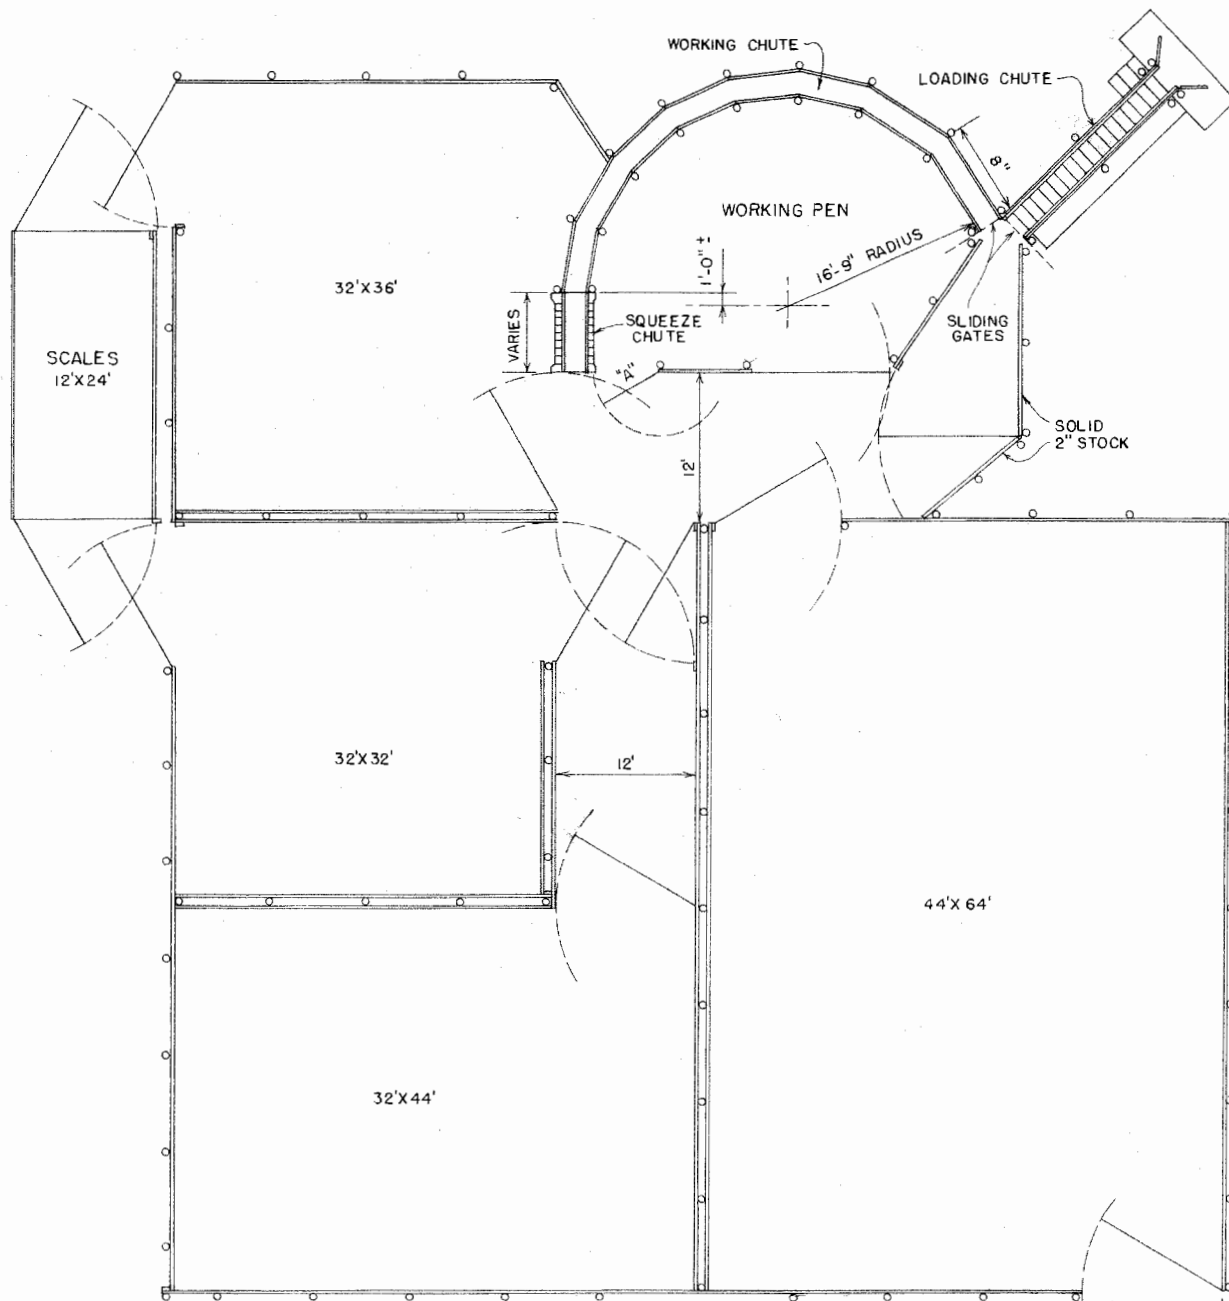 WORKING CHUTE
LOADING CHUTE
8"
WORKING PEN
16'-9" RADIUS
1'-0" ±
32'X36'
VARIES
SQUEEZE
CHUTE
SLIDING
GATES
SCALES
12'X24'
"A"
SOLID
2" STOCK
12'
32'X32'
12'
44'X 64'
32'X44'